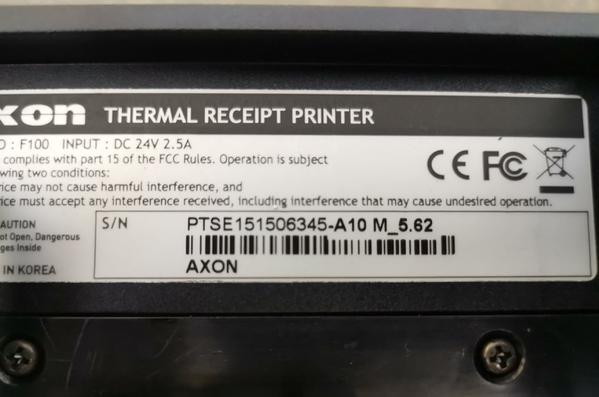 xon THERMAL RECEIPT PRINTER
D : F100 INPUT : DC 24V 2.5A
complies with part 15 of the FCC Rules. Operation is subject
wing two conditions:
ice may not cause harmful interference, and
ice must accept any interference received, including interference that may cause undesired operation.
CE FC
AUTION
ot Open, Dangerous
ges Inside
IN KOREA
S/N PTSE151506345-A10 M_5.62
AXON